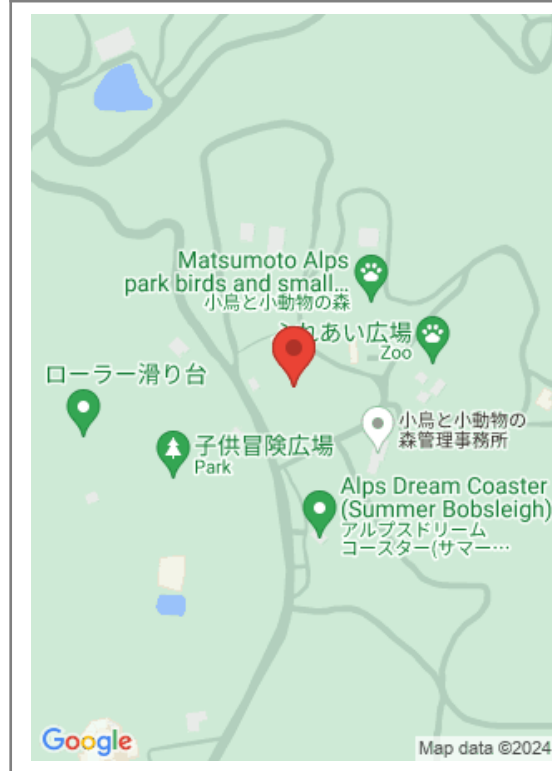 Matsumoto Alps
park birds and small...
小鳥と小動物の森
れあい広場
Zoo
ローラー滑り台
小鳥と小動物の
森管理事務所
子供冒険広場
Park
Alps Dream Coaster
(Summer Bobsleigh)
アルプスドリーム
コースター(サマー…
Google
Map data ©2024